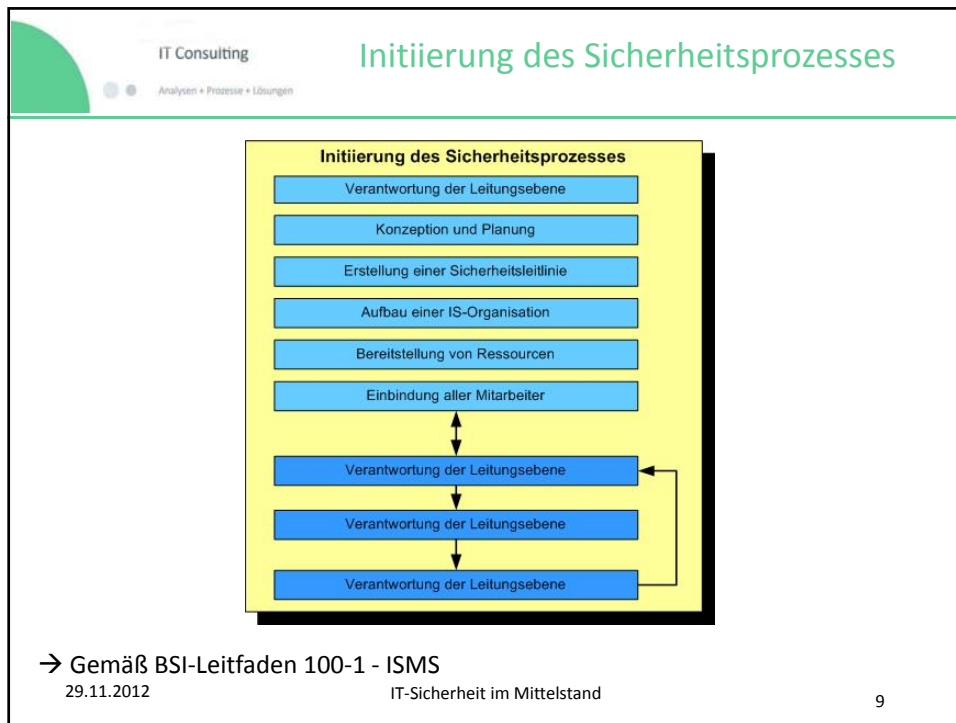 IT Consulting
Analysen + Prozesse + Lösungen
Initiierung des Sicherheitsprozesses
Initiierung des Sicherheitsprozesses
Verantwortung der Leitungsebene
Konzeption und Planung
Erstellung einer Sicherheitsleitlinie
Aufbau einer IS-Organisation
Bereitstellung von Ressourcen
Einbindung aller Mitarbeiter
Verantwortung der Leitungsebene
Verantwortung der Leitungsebene
Verantwortung der Leitungsebene
→ Gemäß BSI-Leitfaden 100-1 - ISMS
29.11.2012 IT-Sicherheit im Mittelstand 9